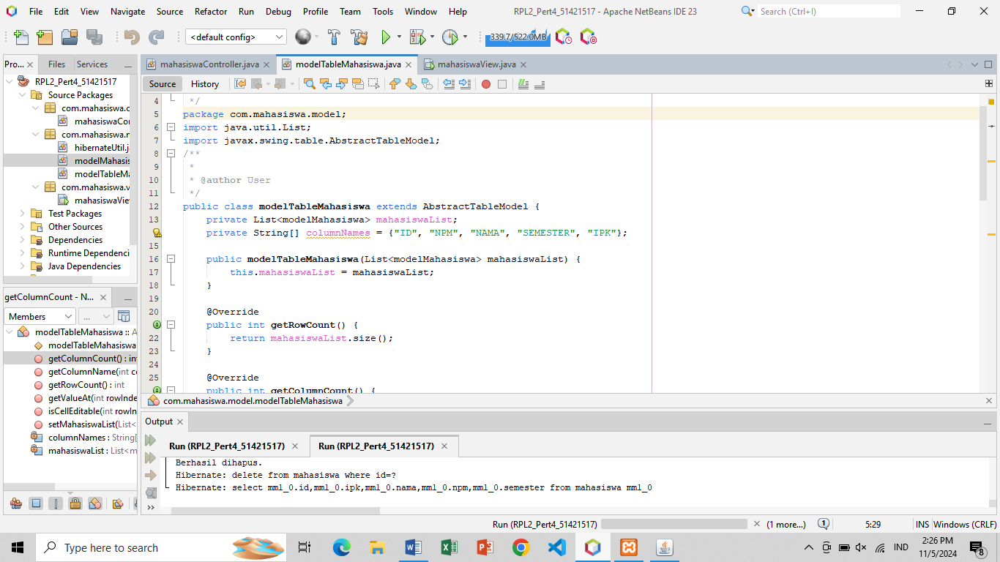 File Edit View Navigate Source Refactor Run Debug Profile Team Tools Window Help
RPL2_Pert4_51421517 - Apache NetBeans IDE 23
Search (Ctrl+I)
<default config>
339.7/522.0MB
Pro... Files Services
RPL2_Pert4_51421517
Source Packages
com.mahasiswa.c
mahasiswaCor
com.mahasiswa.m
hibernateUtil.j
modelMahasis
modelTableMa
com.mahasiswa.v
mahasiswaVie
Test Packages
Other Sources
Dependencies
Runtime Dependenci
Java Dependencies
getColumnCount - N...
Members
...
modelTableMahasiswa :: A
modelTableMahasiswa
getColumnCount() : int
getColumnName(int co
getRowCount() : int
getValueAt(int rowInde
isCellEditable(int rowIn
setMahasiswaList(List<
columnNames : String[
mahasiswaList : List<m
mahasiswaController.java modelTableMahasiswa.java mahasiswaView.java
Source History
4 */
5 package com.mahasiswa.model;
6 import java.util.List;
7 import javax.swing.table.AbstractTableModel;
8 /**
9 *
10 * @author User
11 */
12 public class modelTableMahasiswa extends AbstractTableModel {
13 private List<modelMahasiswa> mahasiswaList;
private String[] columnNames = {"ID", "NPM", "NAMA", "SEMESTER", "IPK"};
15
16 public modelTableMahasiswa(List<modelMahasiswa> mahasiswaList) {
17 this.mahasiswaList = mahasiswaList;
18 }
19
20 @Override
public int getRowCount() {
22 return mahasiswaList.size();
23 }
24
25 @Override
public int getColumnCount() {
com.mahasiswa.model.modelTableMahasiswa
Output
Run (RPL2_Pert4_51421517) Run (RPL2_Pert4_51421517)
Berhasil dihapus.
Hibernate: delete from mahasiswa where id=?
Hibernate: select mml_0.id,mml_0.ipk,mml_0.nama,mml_0.npm,mml_0.semester from mahasiswa mml_0
Run (RPL2_Pert4_51421517) (1 more...) 1 5:29 INS Windows (CRLF)
Type here to search
IND
2:26 PM
11/5/2024
8